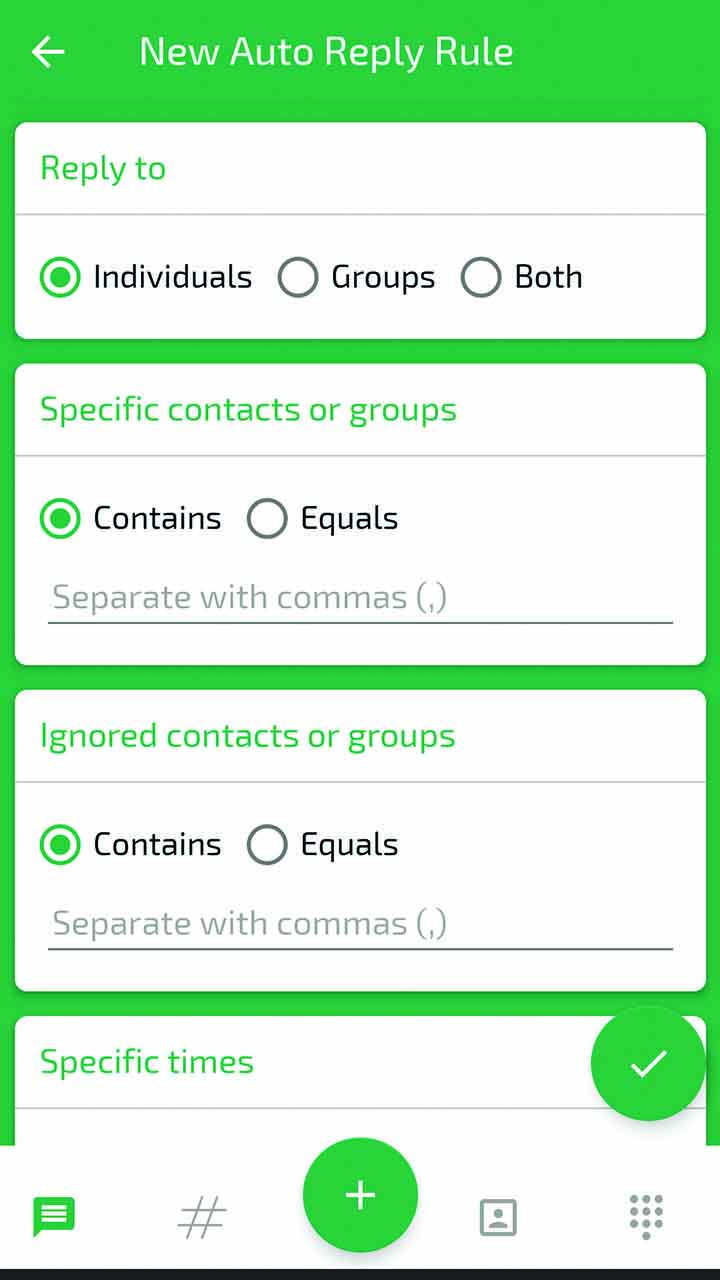 New Auto Reply Rule
Reply to
Individuals Groups Both
Specific contacts or groups
Contains Equals
Separate with commas (,)
Ignored contacts or groups
Contains Equals
Separate with commas (,)
Specific times